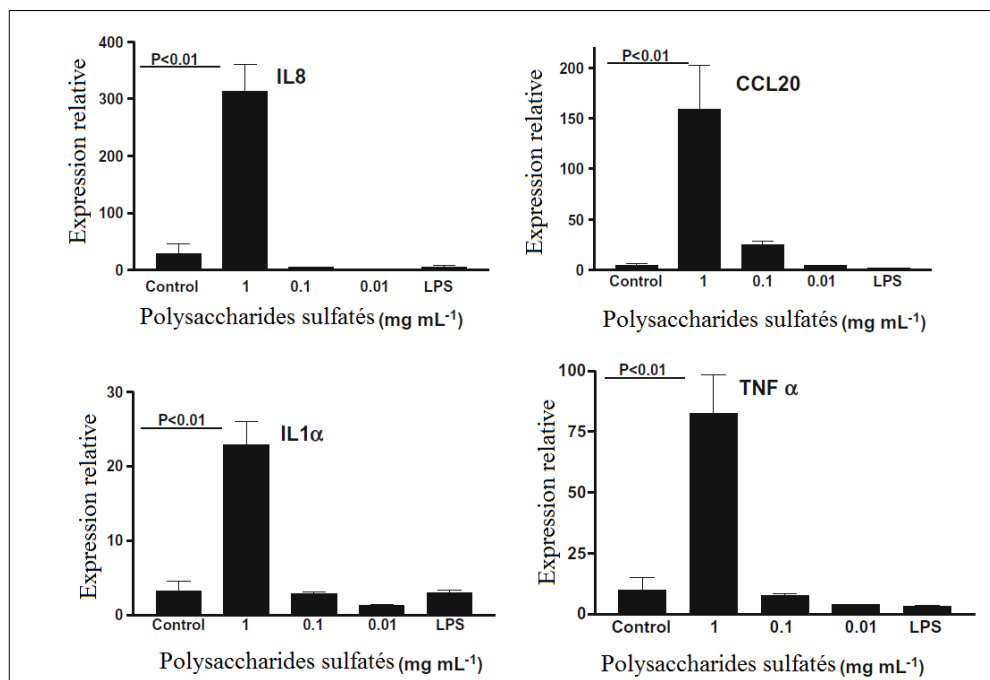 Expression relative
400
300
300
100
0
P<0.01
IL8
Control 1 0.1 0.01 LPS
Polysaccharides sulfatés (mg mL-1)
Expression relative
200
150
100
50
0
P<0.01
CCL20
Control 1 0.1 0.01 LPS
Polysaccharides sulfatés (mg mL-1)
Expression relative
30
20
10
0
P<0.01
IL1α
Control 1 0.1 0.01 LPS
Polysaccharides sulfatés (mg mL-1)
Expression relative
100
75
50
25
0
P<0.01
TNF α
Control 1 0.1 0.01 LPS
Polysaccharides sulfatés (mg mL-1)